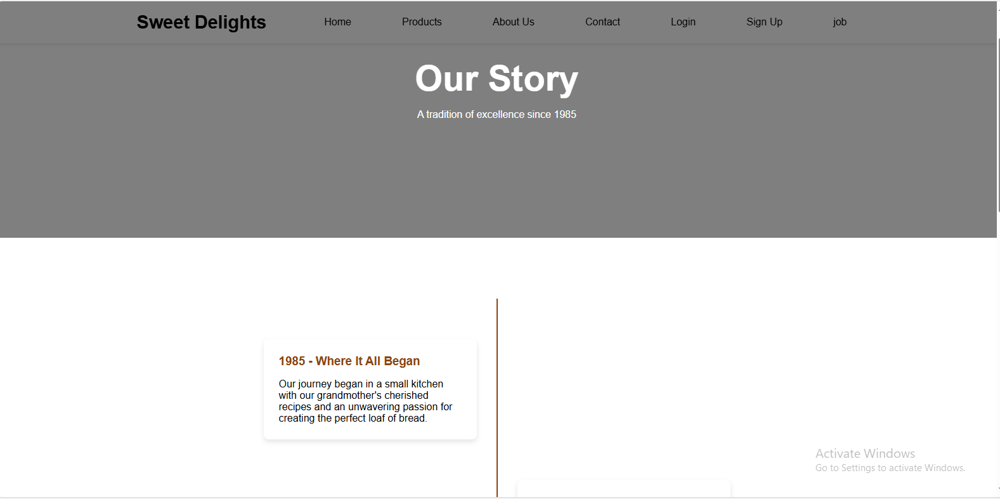 Sweet Delights Home Products About Us Contact Login Sign Up job
Our Story
A tradition of excellence since 1985
1985 - Where It All Began
Our journey began in a small kitchen
with our grandmother's cherished
recipes and an unwavering passion for
creating the perfect loaf of bread.
Activate Windows
Go to Settings to activate Windows.